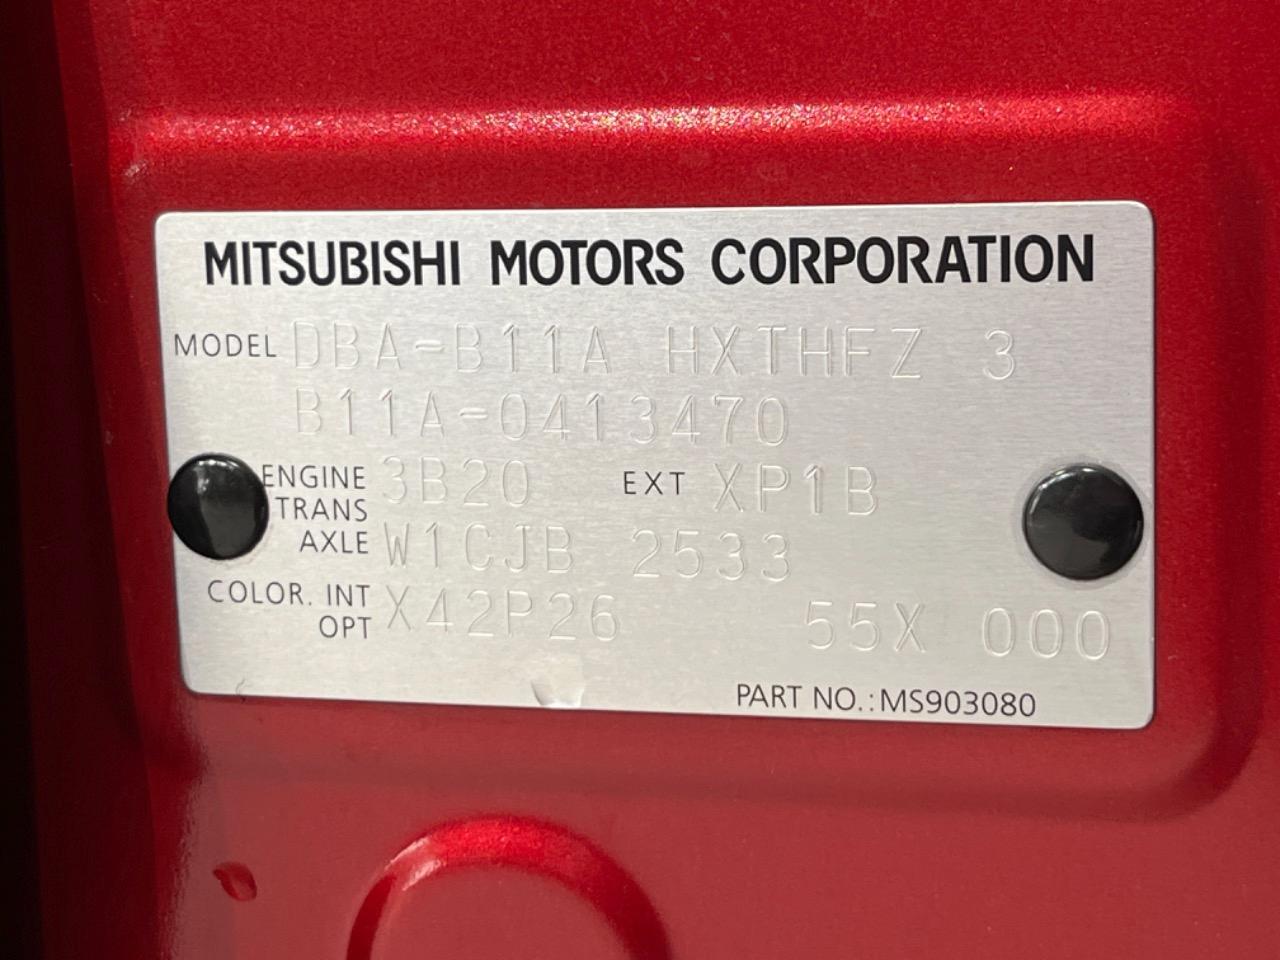 MITSUBISHI MOTORS CORPORATION
MODEL DBA-B11A HXTHFZ 3
B11A-0413470
ENGINE 3B20 EXT XP1B
TRANS
AXLE W1CJB 2533
COLOR. INT X42P26 55X 000
OPT
PART NO.: MS903080